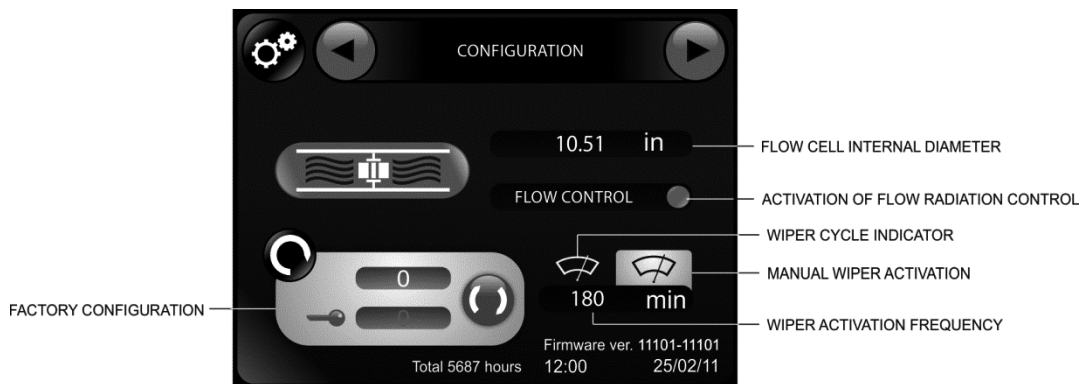 CONFIGURATION
10.51 in
FLOW CELL INTERNAL DIAMETER
FLOW CONTROL
ACTIVATION OF FLOW RADIATION CONTROL
WIPER CYCLE INDICATOR
MANUAL WIPER ACTIVATION
0
FACTORY CONFIGURATION
0
180 min
WIPER ACTIVATION FREQUENCY
Firmware ver. 11101-11101
Total 5687 hours 12:00 25/02/11